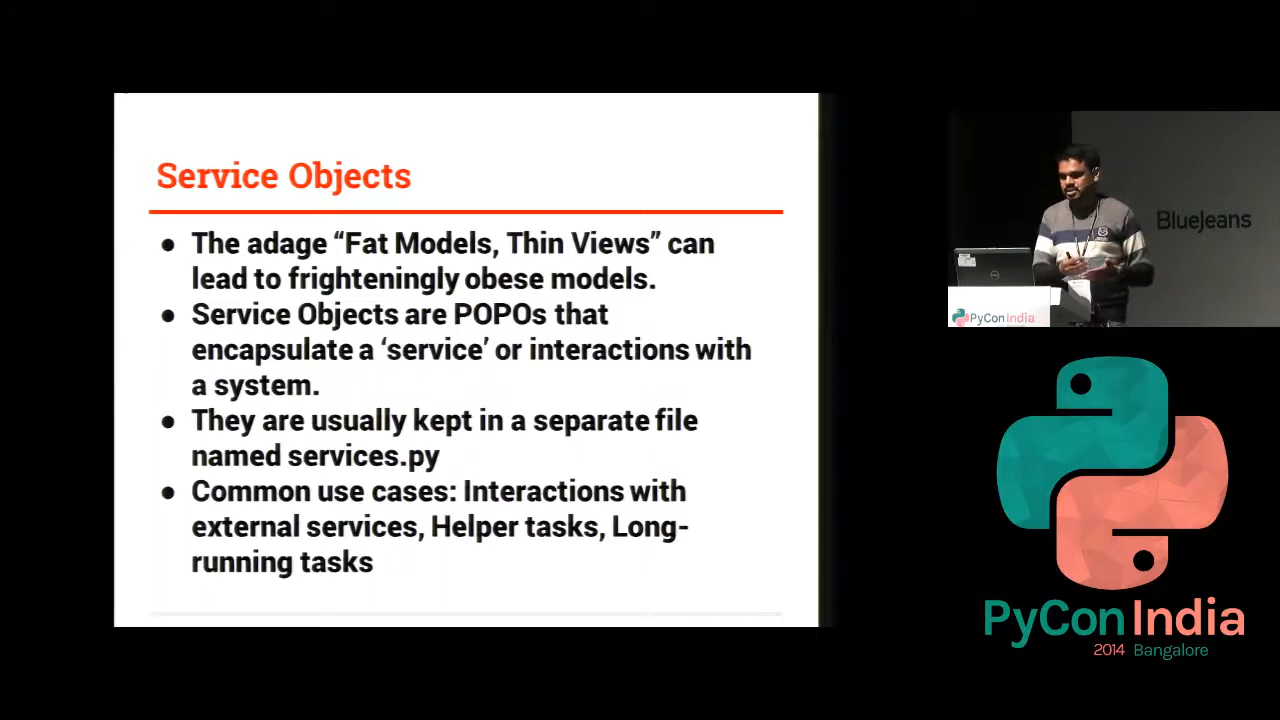 Service Objects
● The adage “Fat Models, Thin Views” can
lead to frighteningly obese models.
● Service Objects are POPOs that
encapsulate a ‘service’ or interactions with
a system.
● They are usually kept in a separate file
named services.py
● Common use cases: Interactions with
external services, Helper tasks, Long-
running tasks
BlueJeans
PyConIndia
PyCon India
2014 Bangalore